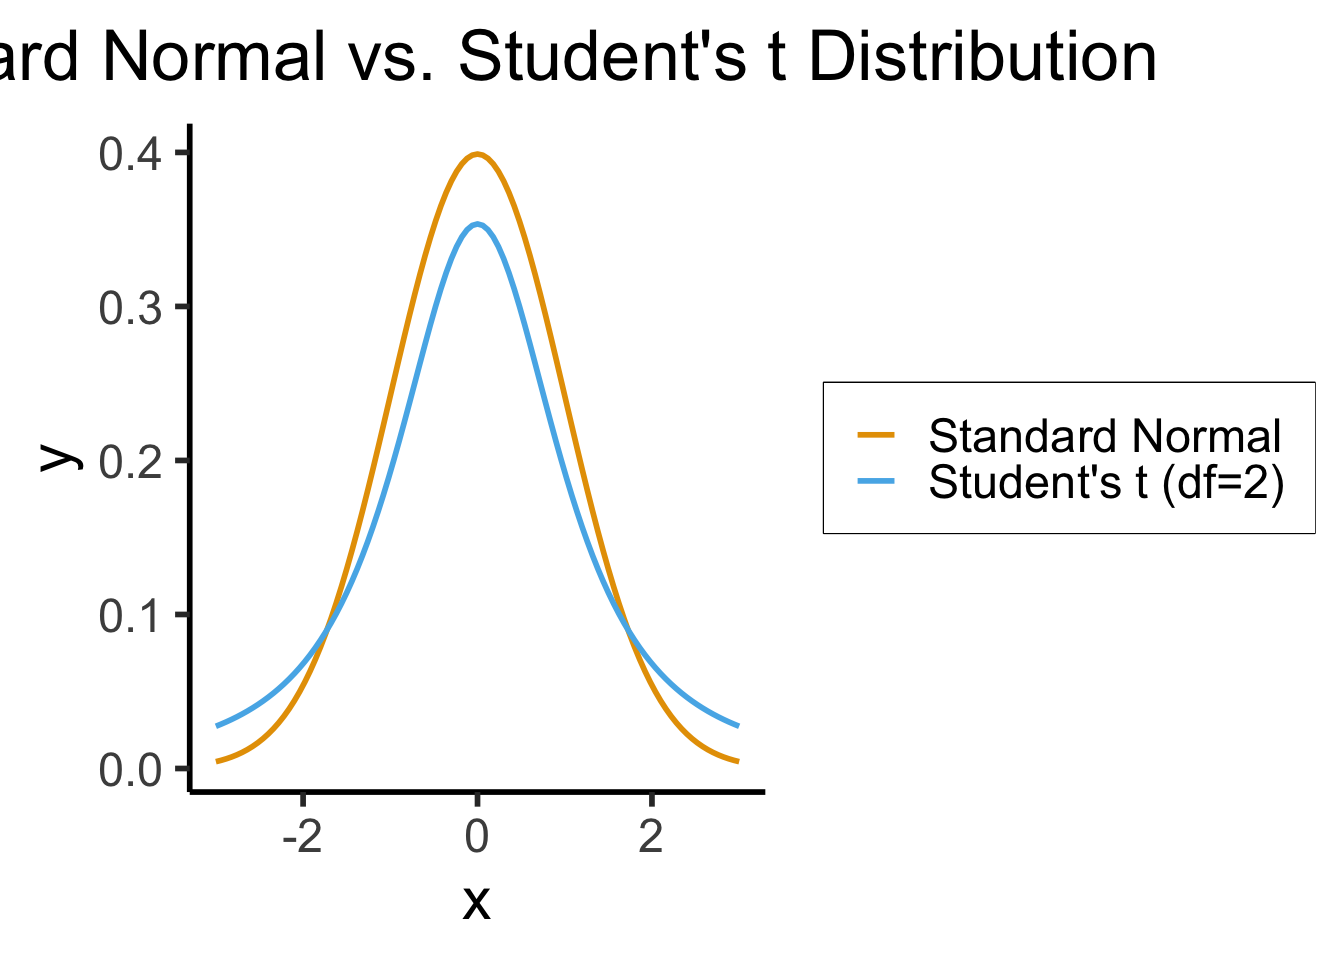 ard Normal vs. Student's t Distribution
0.4
0.3
0.2
0.1
0.0
y
-2 0 2
x
Standard Normal
Student's t (df=2)